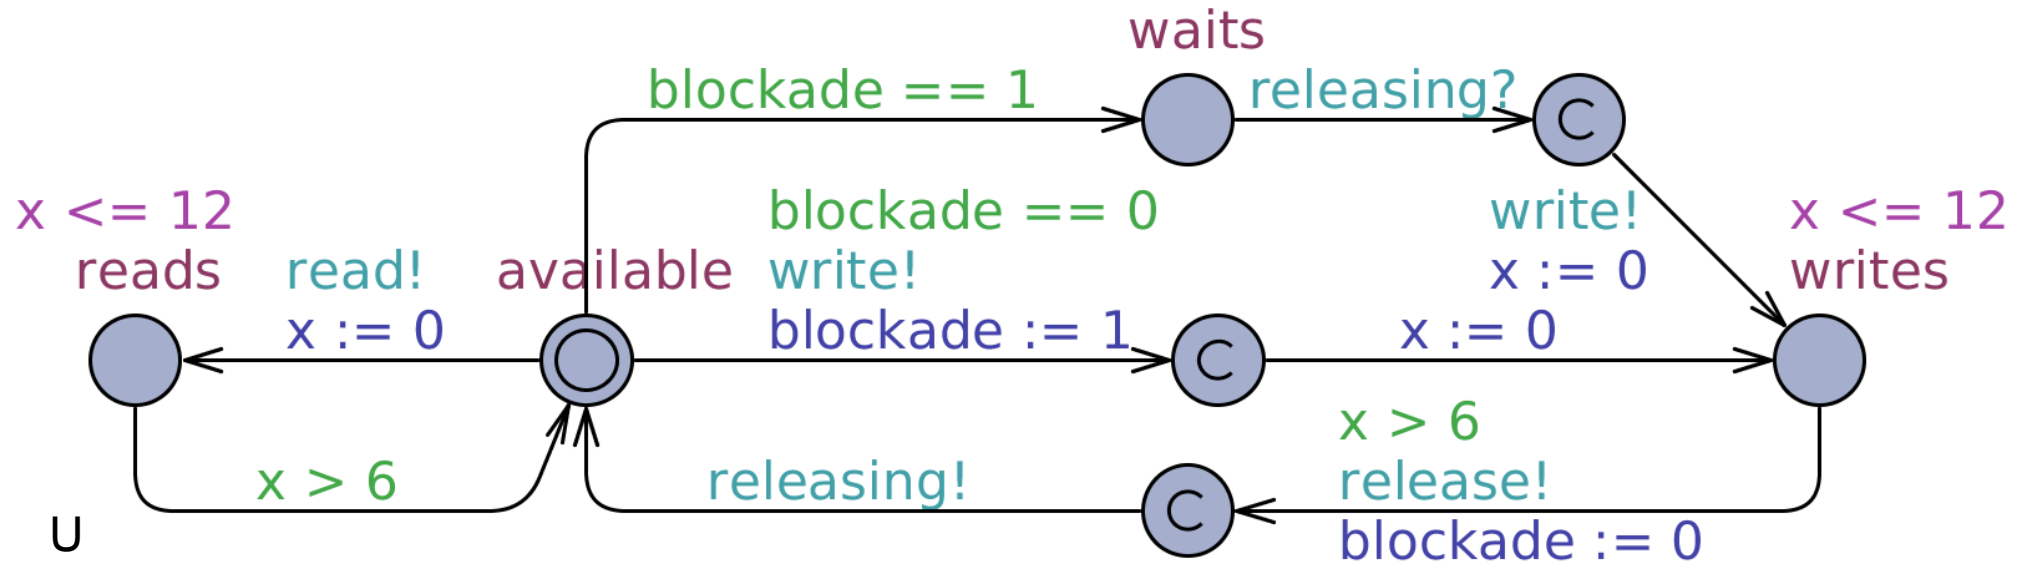 waits
blockade == 1
releasing?
C
x <= 12
blockade == 0
write!
x <= 12
reads
read!
available
write!
x := 0
writes
x := 0
blockade := 1
x := 0
C
x > 6
x > 6
releasing!
release!
C
U
blockade := 0